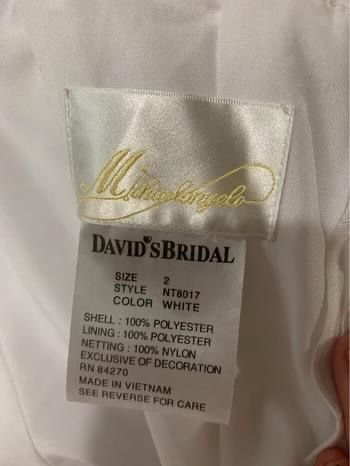 Michaelangelo
DAVID'S BRIDAL
SIZE 2
STYLE NT8017
COLOR WHITE
SHELL : 100% POLYESTER
LINING : 100% POLYESTER
NETTING : 100% NYLON
EXCLUSIVE OF DECORATION
RN 84270
MADE IN VIETNAM
SEE REVERSE FOR CARE